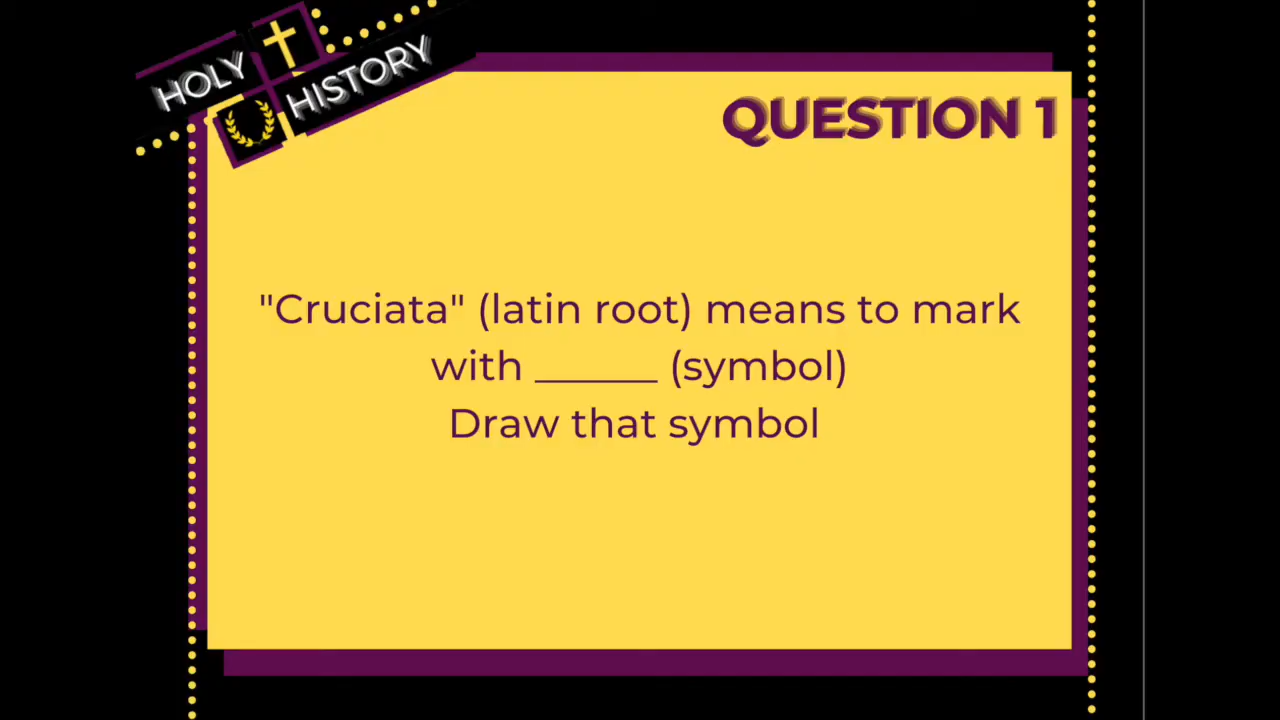 HOLY
HISTORY
QUESTION 1
"Cruciata" (latin root) means to mark
with ______ (symbol)
Draw that symbol